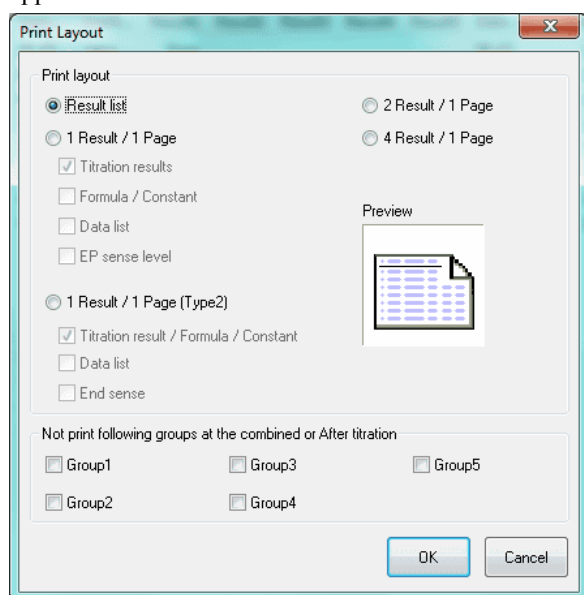 Print Layout
Print layout
Result list
2 Result / 1 Page
1 Result / 1 Page
4 Result / 1 Page
Titration results
Formula / Constant
Data list
EP sense level
Preview
1 Result / 1 Page (Type2)
Titration result / Formula / Constant
Data list
End sense
Not print following groups at the combined or After titration
Group1
Group3
Group5
Group2
Group4
OK
Cancel